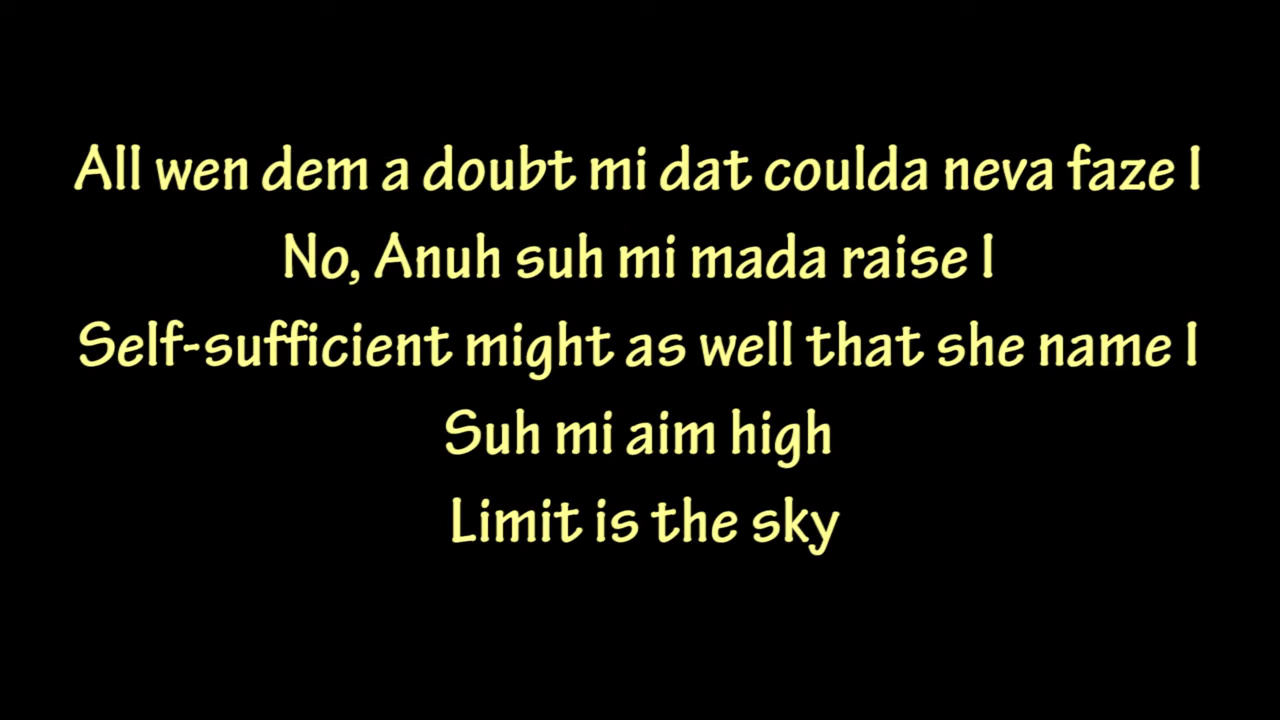 All wen dem a doubt mi dat coulda neva faze I
No, Anuh suh mi mada raise I
Self-sufficient might as well that she name I
Suh mi aim high
Limit is the sky